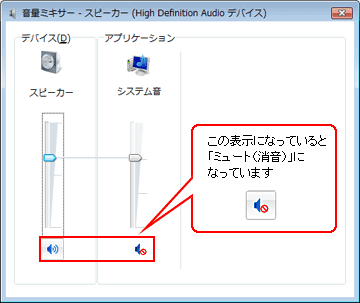 音量ミキサー - スピーカー (High Definition Audio デバイス)
デバイス(D)
アプリケーション
スピーカー
システム音
この表示になっていると
「ミュート(消音)」に
なっています